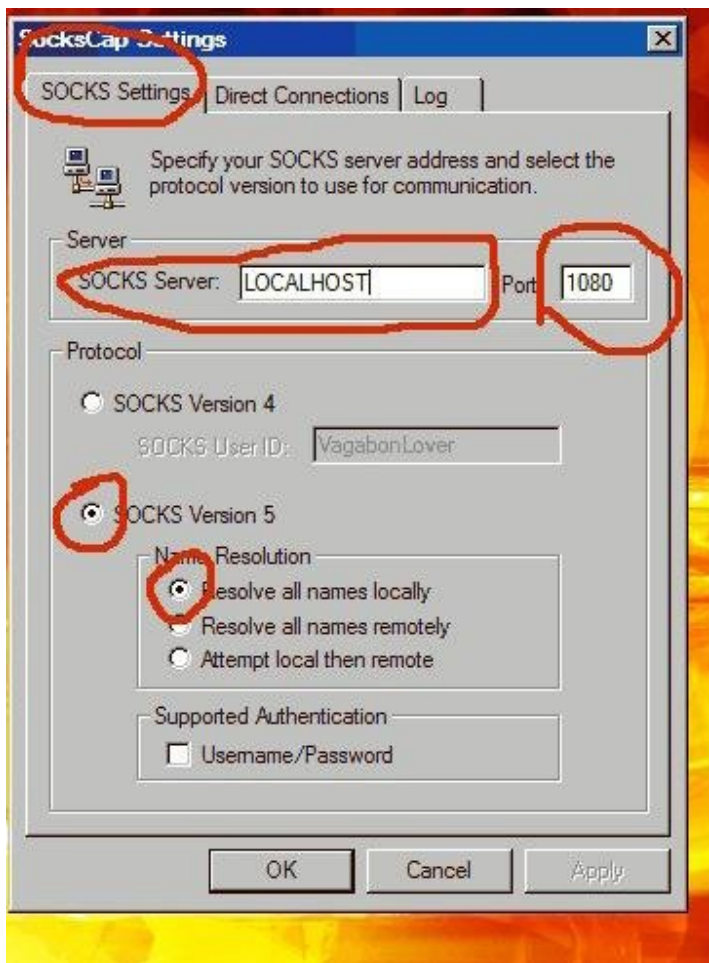 SocksCap Settings
SOCKS Settings Direct Connections Log
Specify your SOCKS server address and select the
protocol version to use for communication.
Server
SOCKS Server: LOCALHOST Port 1080
Protocol
SOCKS Version 4
SOCKS User ID: VagabonLover
SOCKS Version 5
Name Resolution
Resolve all names locally
Resolve all names remotely
Attempt local then remote
Supported Authentication
Username/Password
OK Cancel Apply